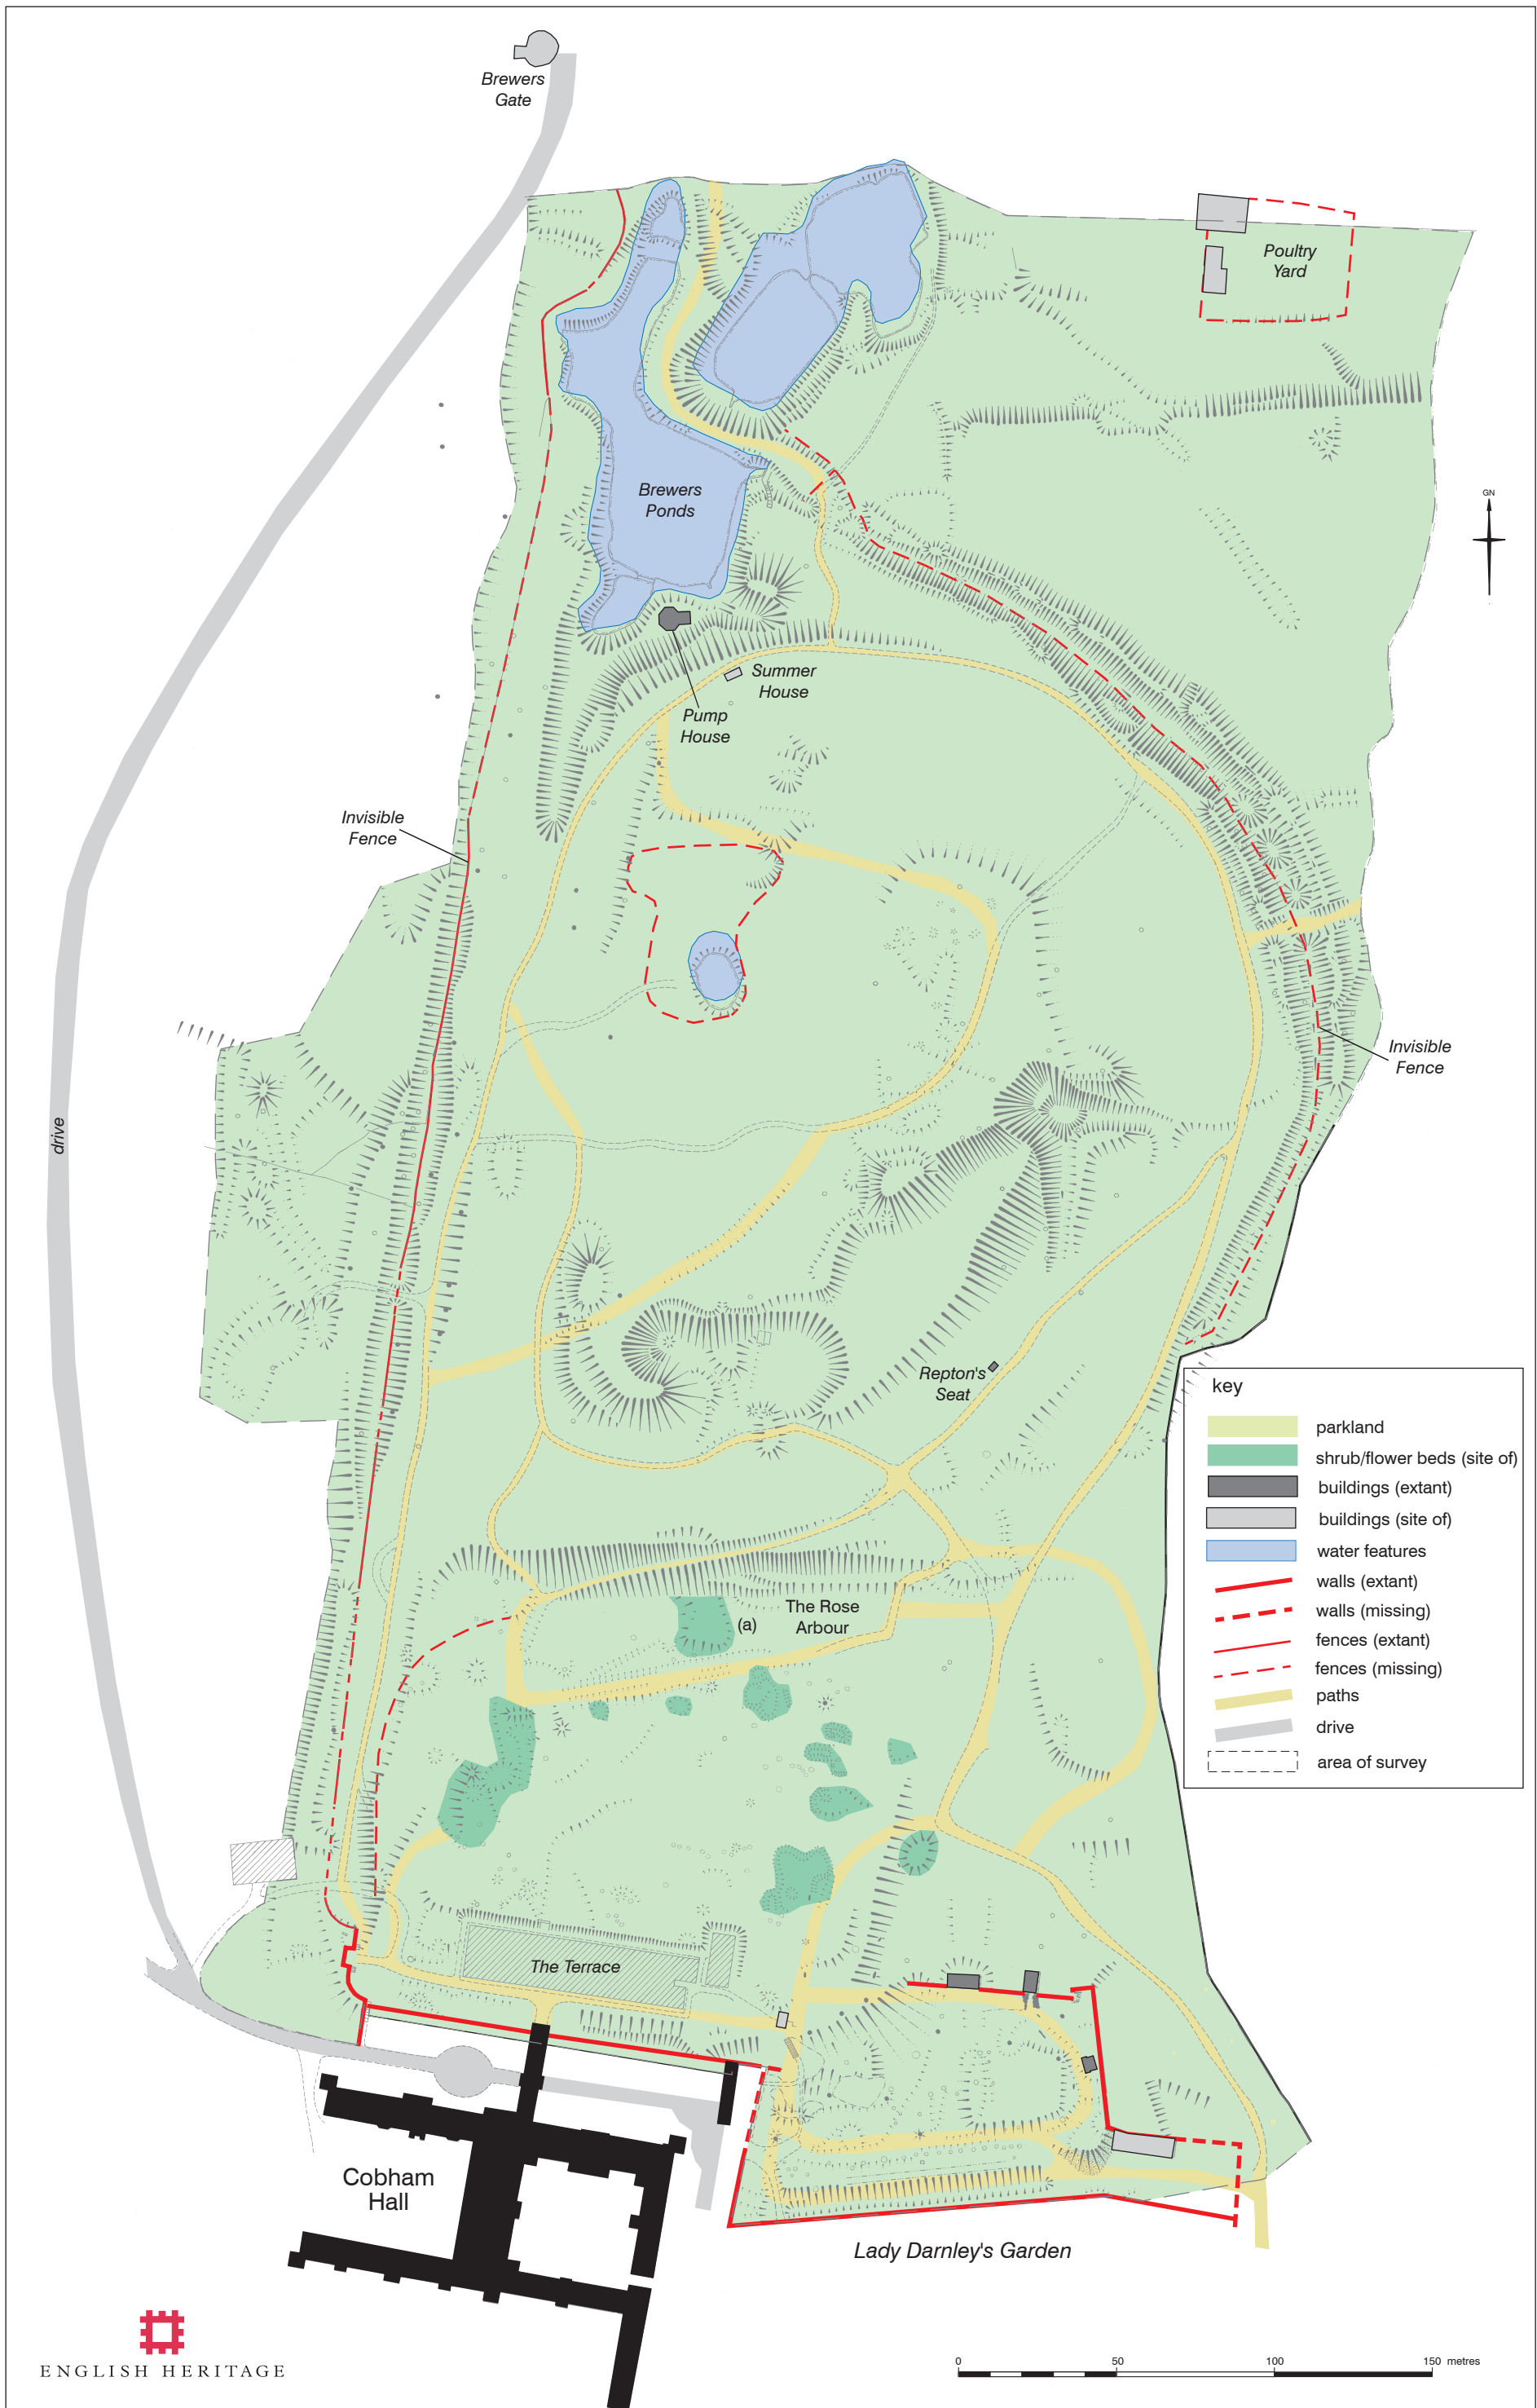 Brewers
Gate
Poultry
Yard
GN
Brewers
Ponds
Summer
House
Pump
House
Invisible
Fence
Invisible
Fence
drive
Repton's
Seat
key
parkland
shrub/flower beds (site of)
buildings (extant)
buildings (site of)
water features
walls (extant)
walls (missing)
fences (extant)
fences (missing)
paths
drive
area of survey
(a)
The Rose
Arbour
The Terrace
Cobham
Hall
Lady Darnley's Garden
ENGLISH HERITAGE
0 50 100 150 metres